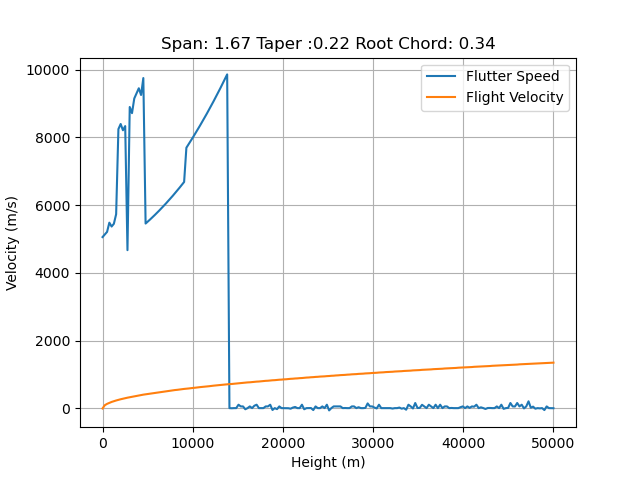 Span: 1.67 Taper :0.22 Root Chord: 0.34
Flutter Speed
Flight Velocity
10000
8000
6000
4000
2000
0
Velocity (m/s)
0 10000 20000 30000 40000 50000
Height (m)